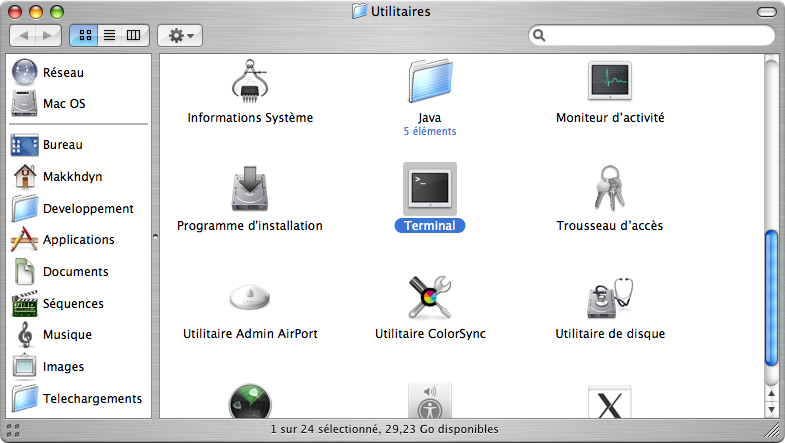 Utilitaires
Réseau
Mac OS
Bureau
Makkhdyn
Developpement
Applications
Documents
Séquences
Musique
Images
Telechargements
Informations Système
Java
5 éléments
Moniteur d'activité
Programme d'installation
>_
Terminal
Trousseau d'accès
Utilitaire Admin AirPort
Utilitaire ColorSync
Utilitaire de disque
X
1 sur 24 sélectionné, 29,23 Go disponibles